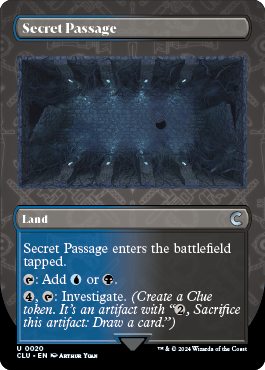 Secret Passage
Land
Secret Passage enters the battlefield
tapped.
: Add or .
4, : Investigate. (Create a Clue
token. It's an artifact with “2, Sacrifice
this artifact: Draw a card.”)
U 0020
CLU • EN Arthur Yuan
™ & © 2024 Wizards of the Coast